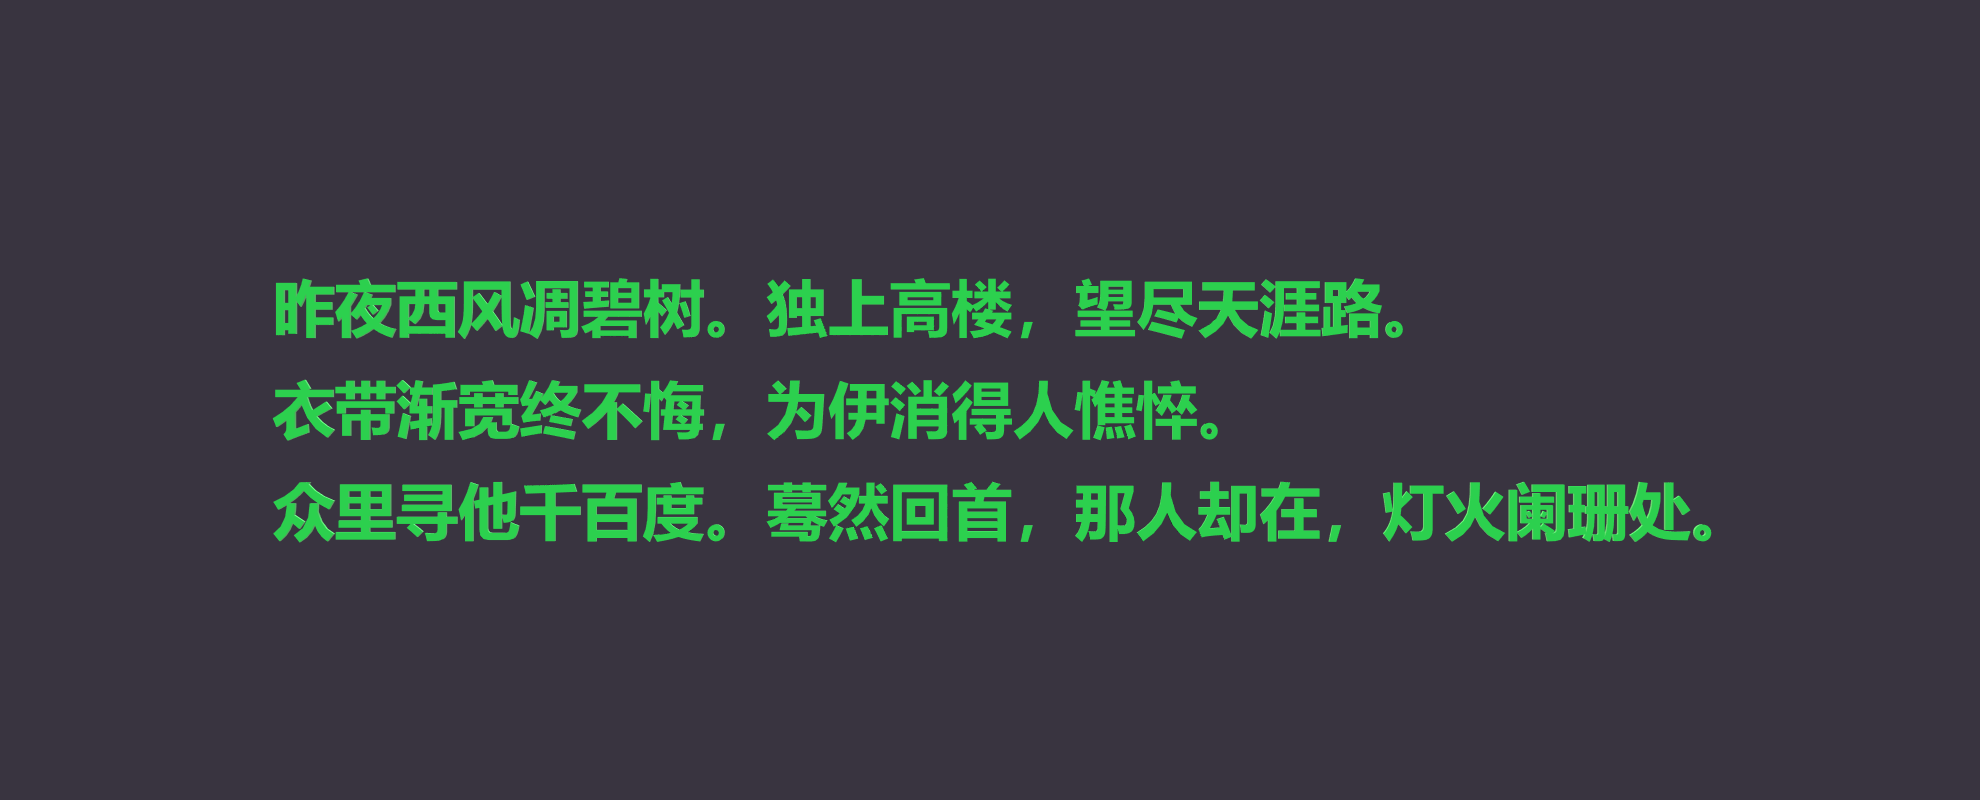 昨夜西风凋碧树。独上高楼，望尽天涯路。
衣带渐宽终不悔，为伊消得人憔悴。
众里寻他千百度。蓦然回首，那人却在，灯火阑珊处。